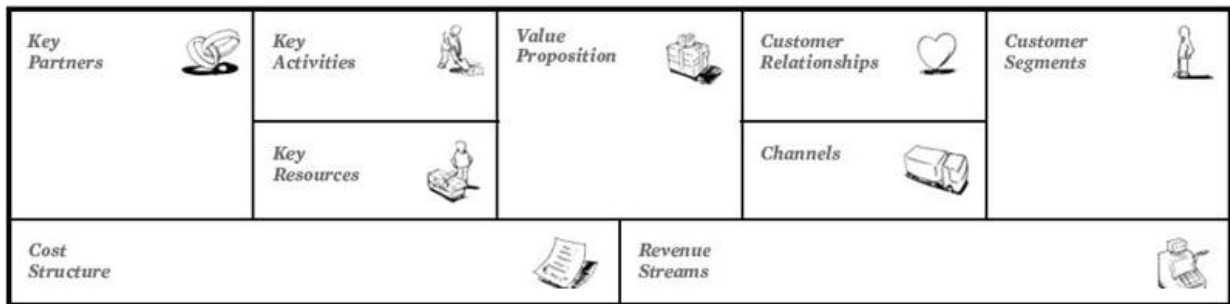 Key
Partners
Key
Activities
Key
Resources
Value
Proposition
Customer
Relationships
Channels
Customer
Segments
Cost
Structure
Revenue
Streams